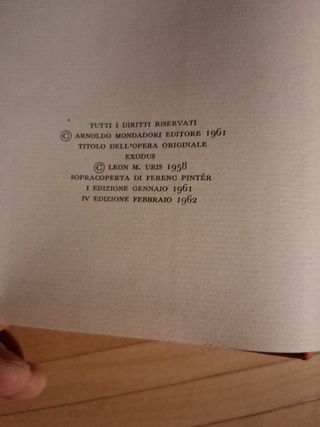 TUTTI I DIRITTI RISERVATI
© ARNOLDO MONDADORI EDITORE 1961
TITOLO DELL'OPERA ORIGINALE
EXODUS
© LEON M. URIS 1958
SOPRACOPERTA DI FERENC PINTÉR
I EDIZIONE GENNAIO 1961
IV EDIZIONE FEBBRAIO 1962